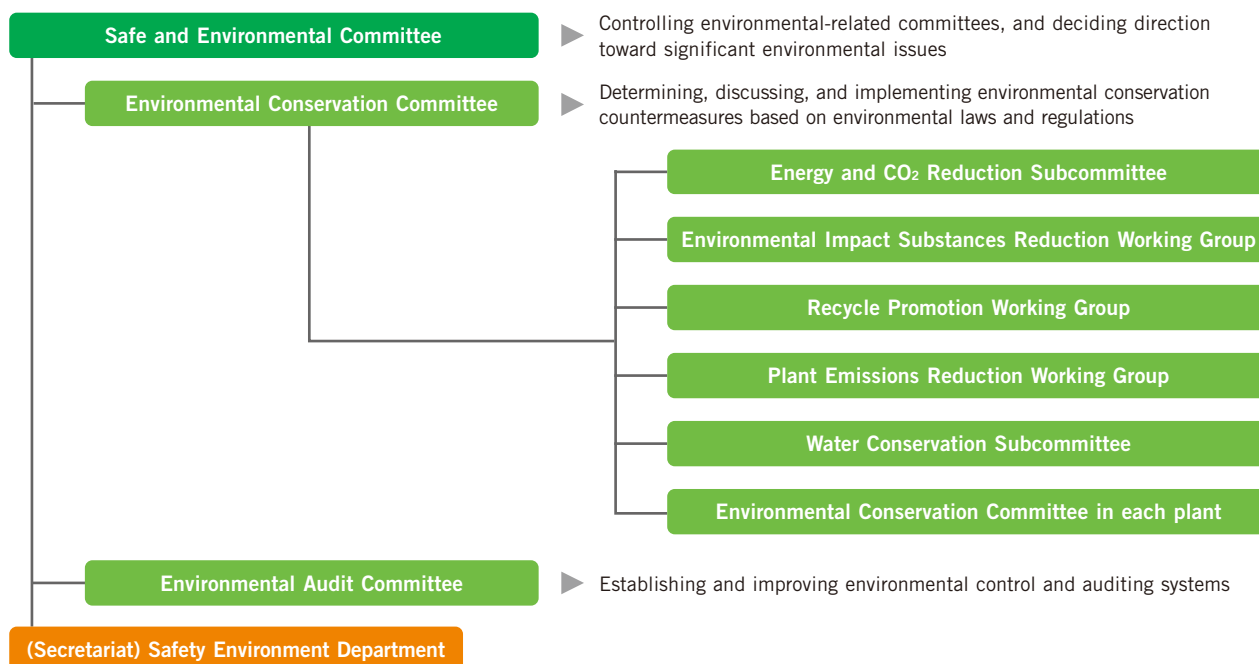 Safe and Environmental Committee
Controlling environmental-related committees, and deciding direction
toward significant environmental issues
Environmental Conservation Committee
Determining, discussing, and implementing environmental conservation
countermeasures based on environmental laws and regulations
Energy and CO₂ Reduction Subcommittee
Environmental Impact Substances Reduction Working Group
Recycle Promotion Working Group
Plant Emissions Reduction Working Group
Water Conservation Subcommittee
Environmental Conservation Committee in each plant
Environmental Audit Committee
Establishing and improving environmental control and auditing systems
(Secretariat) Safety Environment Department